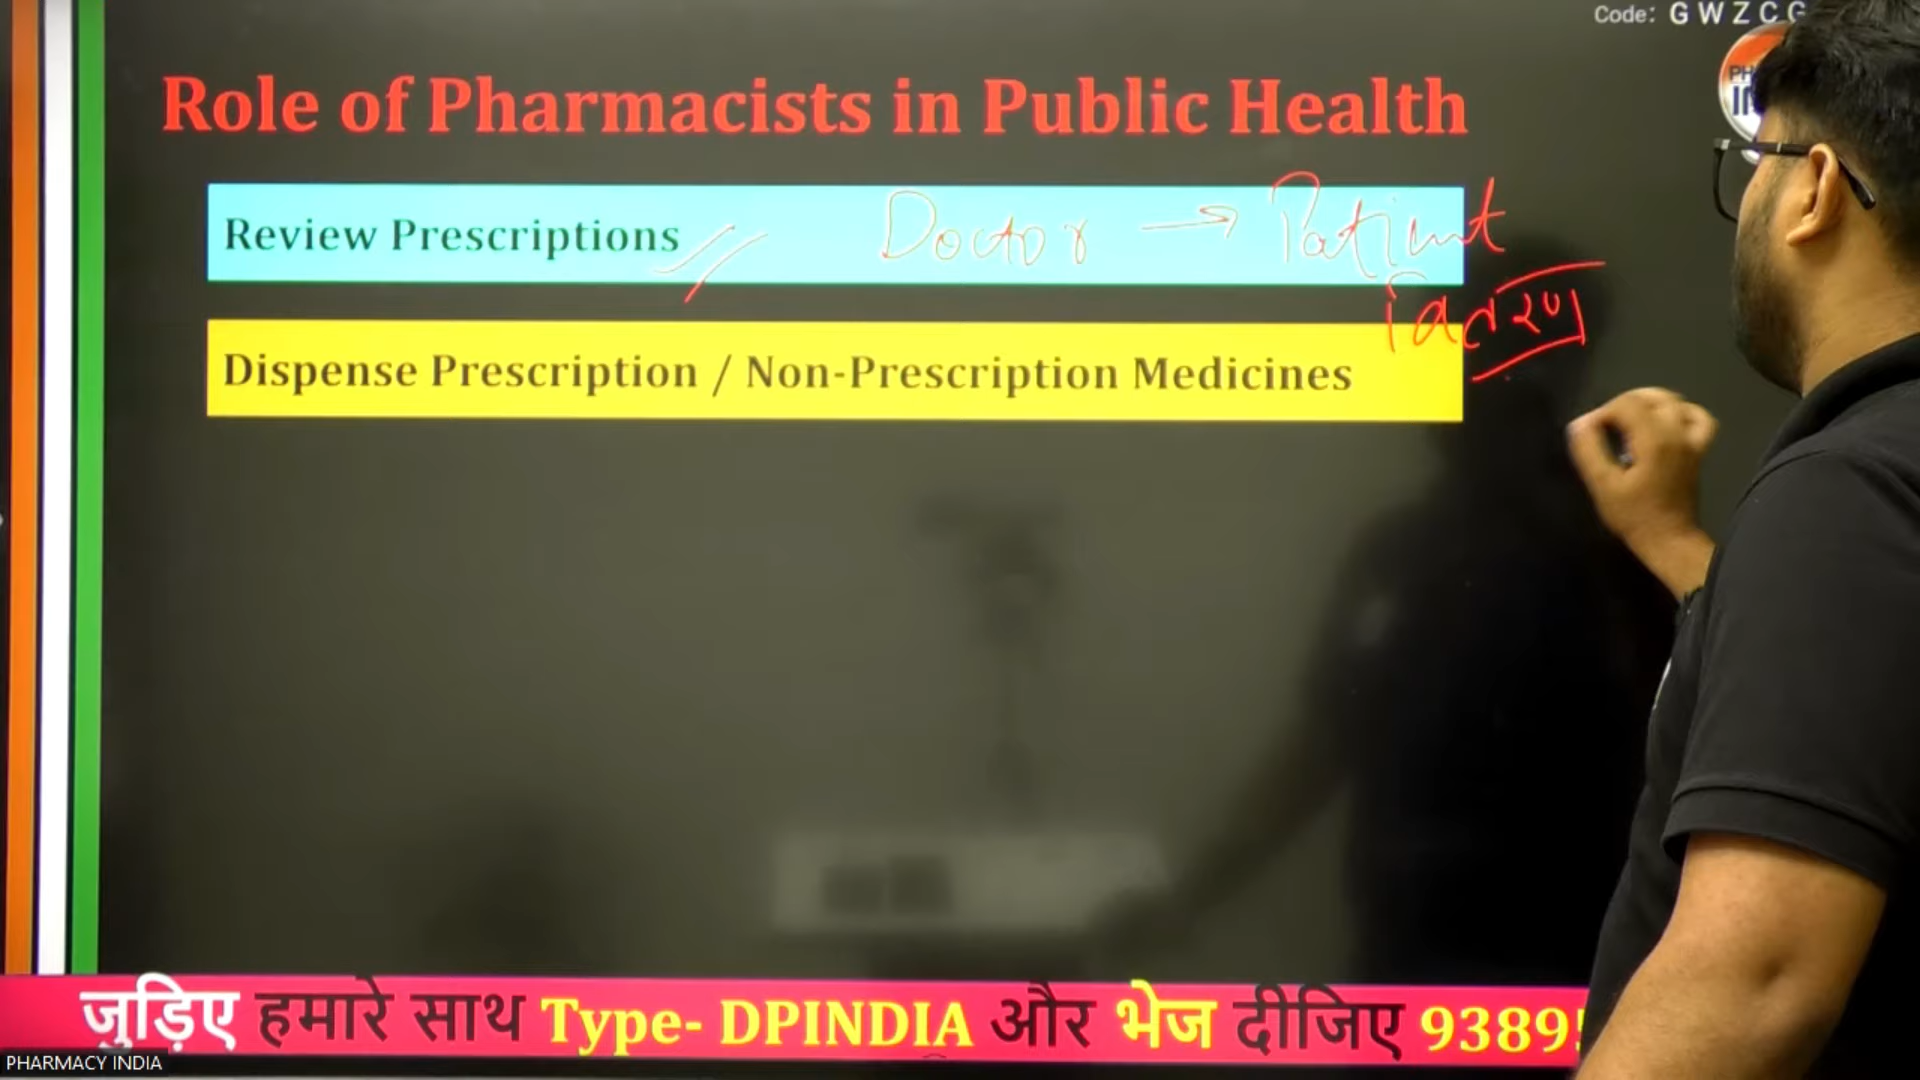 Code: G W Z C G
Role of Pharmacists in Public Health
Review Prescriptions
Doctor → Patient
वितरण
Dispense Prescription / Non-Prescription Medicines
जुड़िए हमारे साथ Type- DPINDIA और भेज दीजिए 9389
PHARMACY INDIA